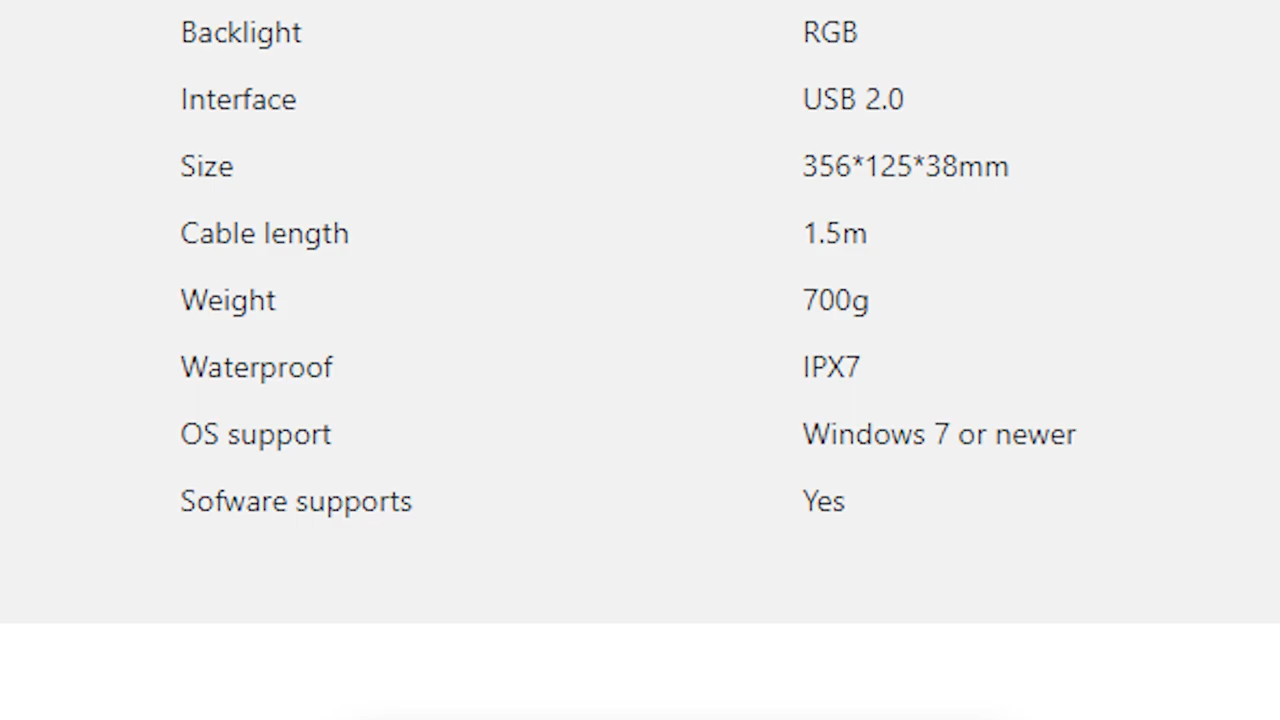 Backlight RGB
Interface USB 2.0
Size 356*125*38mm
Cable length 1.5m
Weight 700g
Waterproof IPX7
OS support Windows 7 or newer
Sofware supports Yes